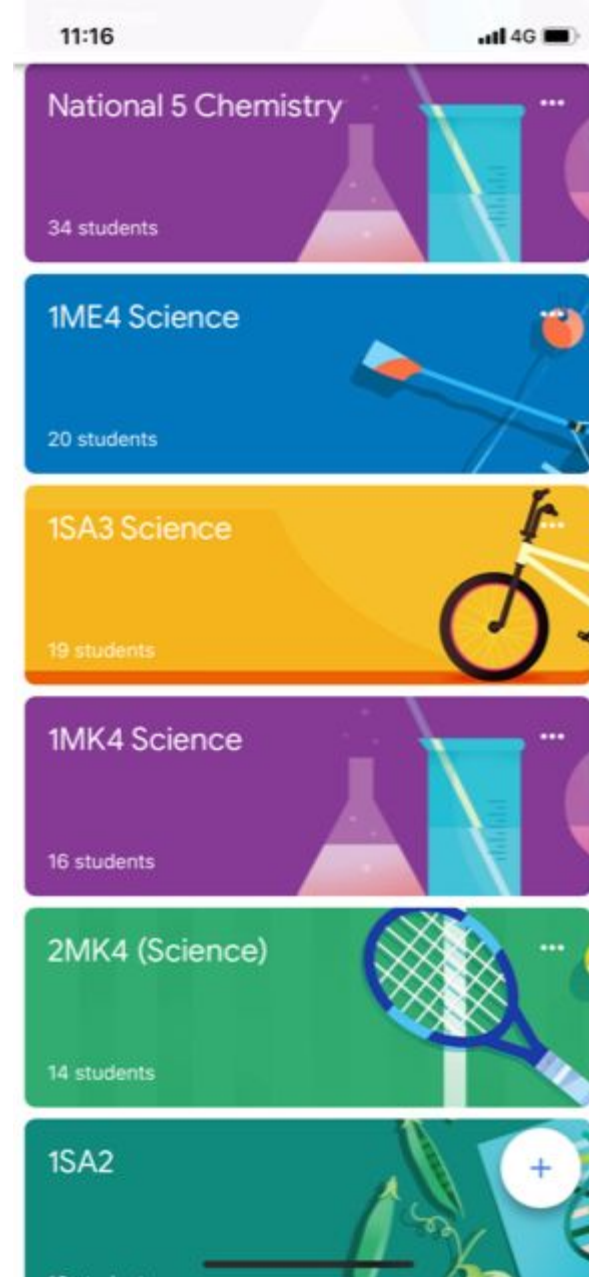 11:16
4G
National 5 Chemistry
34 students
1ME4 Science
20 students
1SA3 Science
19 students
1MK4 Science
16 students
2MK4 (Science)
14 students
1SA2